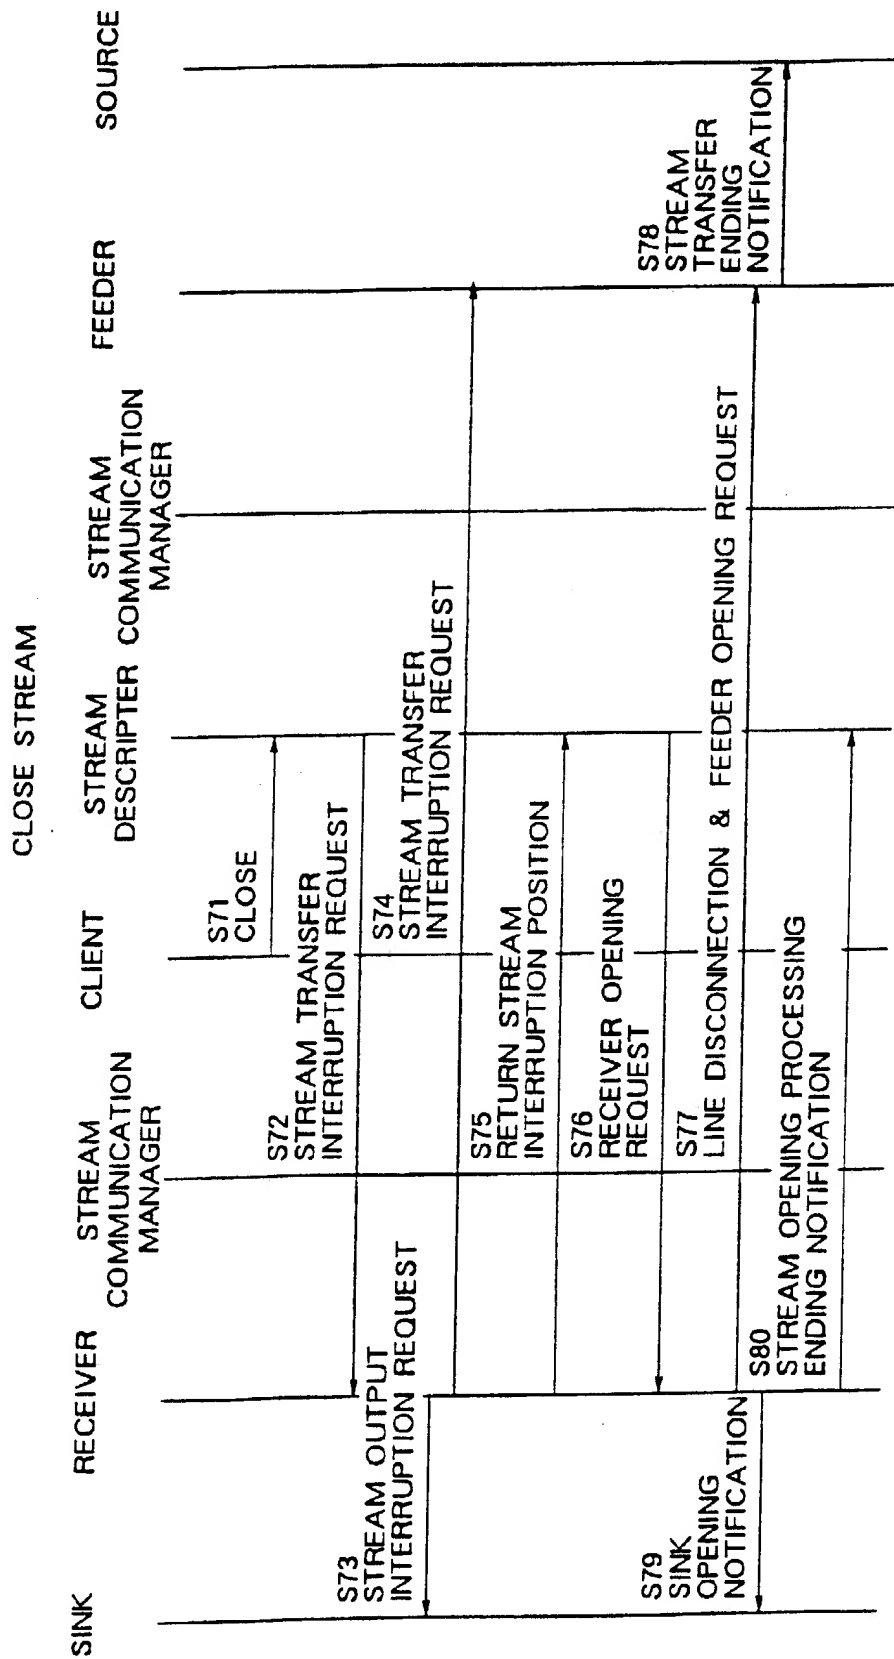 CLOSE STREAM
SINK
RECEIVER
STREAM
COMMUNICATION
MANAGER
CLIENT
STREAM
DESCRIPTER
STREAM
COMMUNICATION
MANAGER
FEEDER
SOURCE
S71
CLOSE
S72
STREAM TRANSFER
INTERRUPTION REQUEST
S73
STREAM OUTPUT
INTERRUPTION REQUEST
S74
STREAM TRANSFER
INTERRUPTION REQUEST
S75
RETURN STREAM
INTERRUPTION POSITION
S76
RECEIVER OPENING
REQUEST
S77
LINE DISCONNECTION & FEEDER OPENING REQUEST
S78
STREAM
TRANSFER
ENDING
NOTIFICATION
S79
SINK
OPENING
NOTIFICATION
S80
STREAM OPENING PROCESSING
ENDING NOTIFICATION